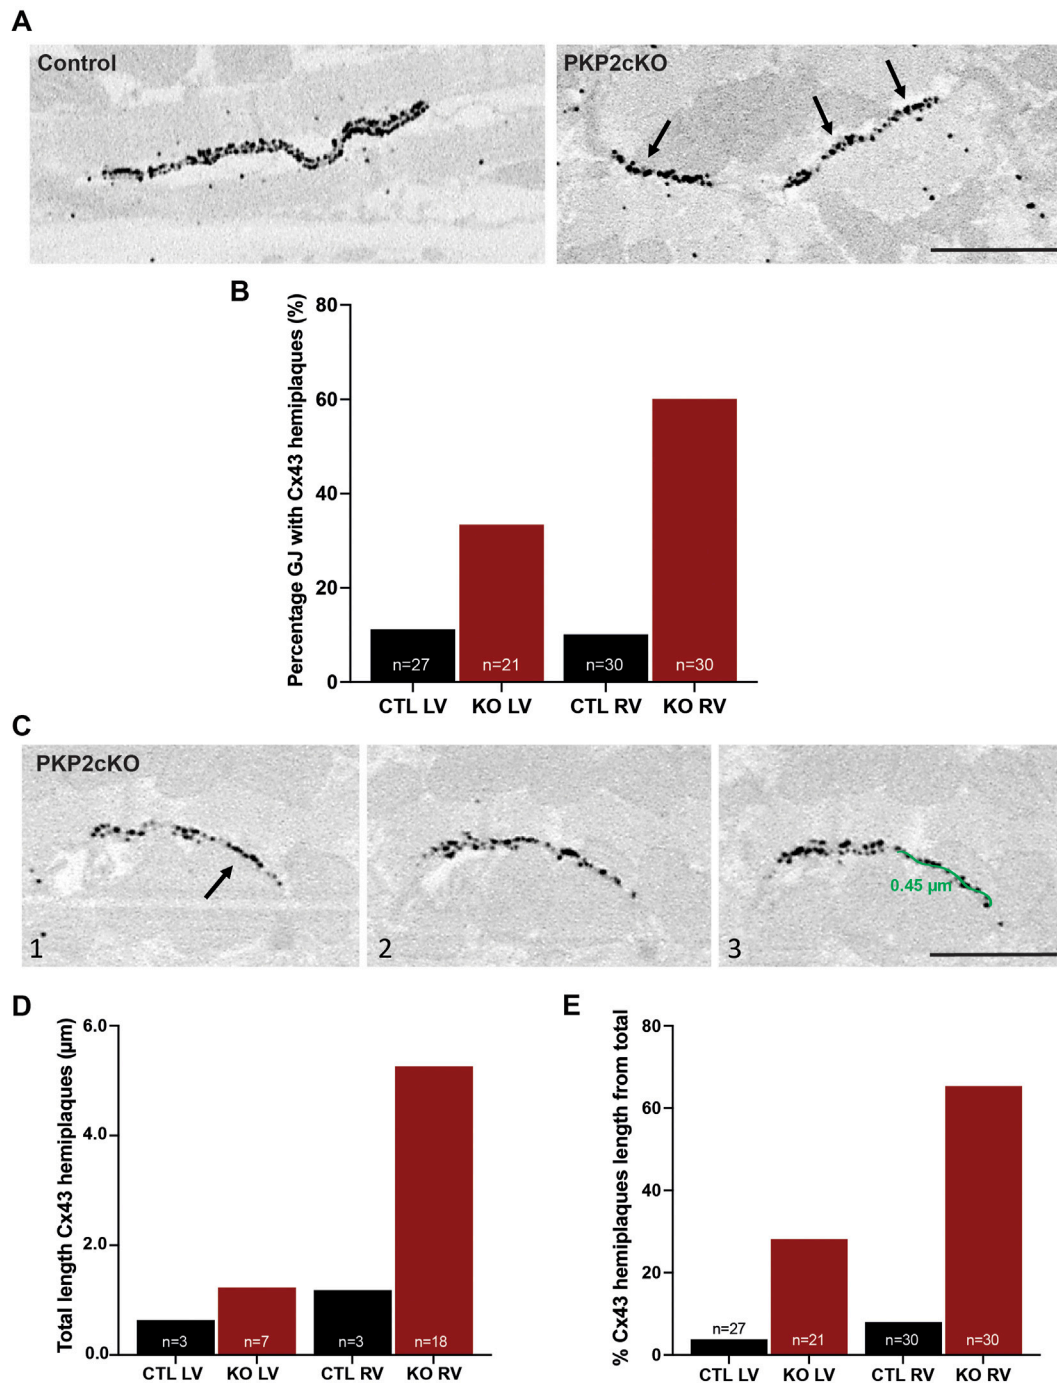 A
Control
PKP2cKO
B
Percentage GJ with Cx43 hemiplaques (%)
80
60
40
20
0
n=27
n=21
n=30
n=30
CTL LV
KO LV
CTL RV
KO RV
C
PKP2cKO
1
2
3
0.45 µm
D
Total length Cx43 hemiplaques (µm)
6.0
4.0
2.0
0.0
n=3
n=7
n=3
n=18
CTL LV
KO LV
CTL RV
KO RV
E
% Cx43 hemiplaques length from total
80
60
40
20
0
n=27
n=21
n=30
n=30
CTL LV
KO LV
CTL RV
KO RV